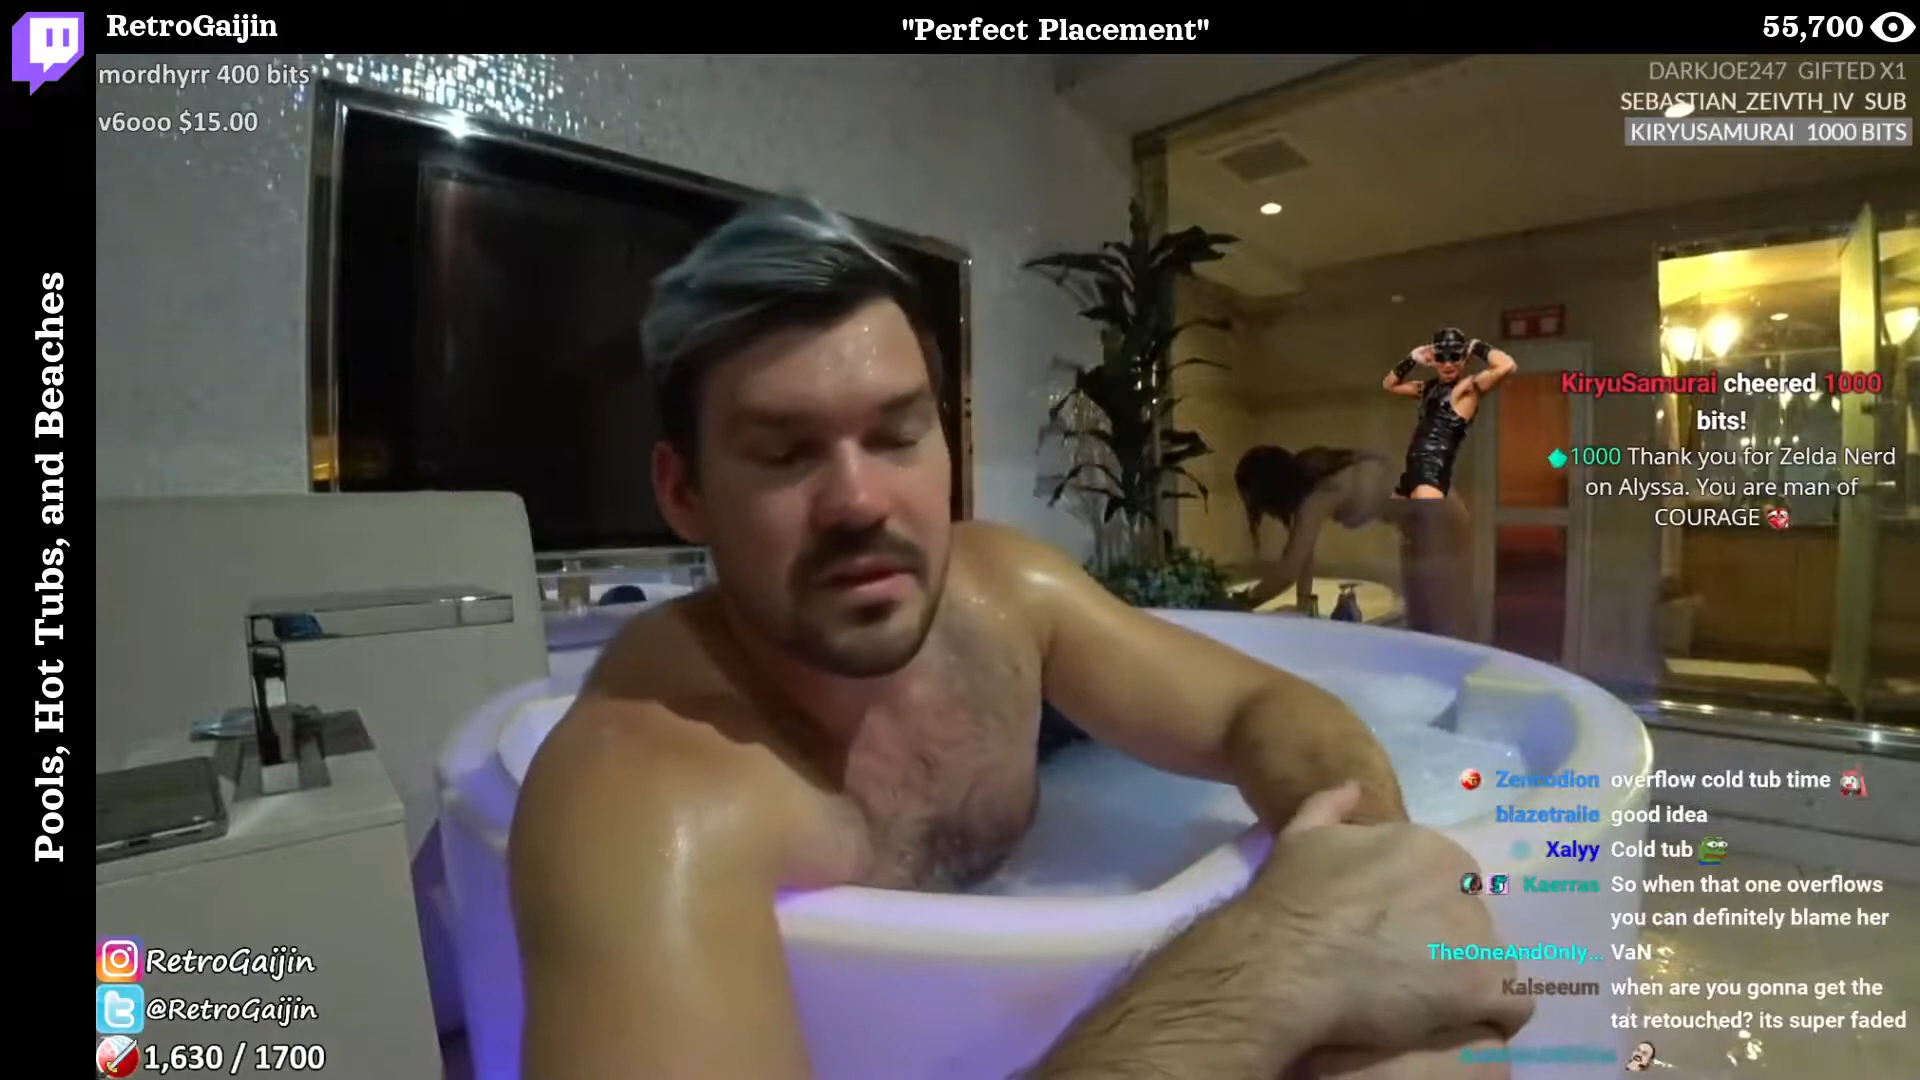 RetroGaijin
"Perfect Placement"
55,700
mordhyrr 400 bits
v6ooo $15.00
DARKJOE247 GIFTED X1
SEBASTIAN_ZEIVTH_IV SUB
KIRYUSAMURAI 1000 BITS
Pools, Hot Tubs, and Beaches
KiryuSamurai cheered 1000
bits!
1000 Thank you for Zelda Nerd
on Alyssa. You are man of
COURAGE
overflow cold tub time
blazetraile good idea
Xalyy Cold tub
Kaerras So when that one overflows
you can definitely blame her
TheOneAndOnly... VaN
Kalseeum when are you gonna get the
tat retouched? its super faded
RetroGaijin
@RetroGaijin
1,630 / 1700